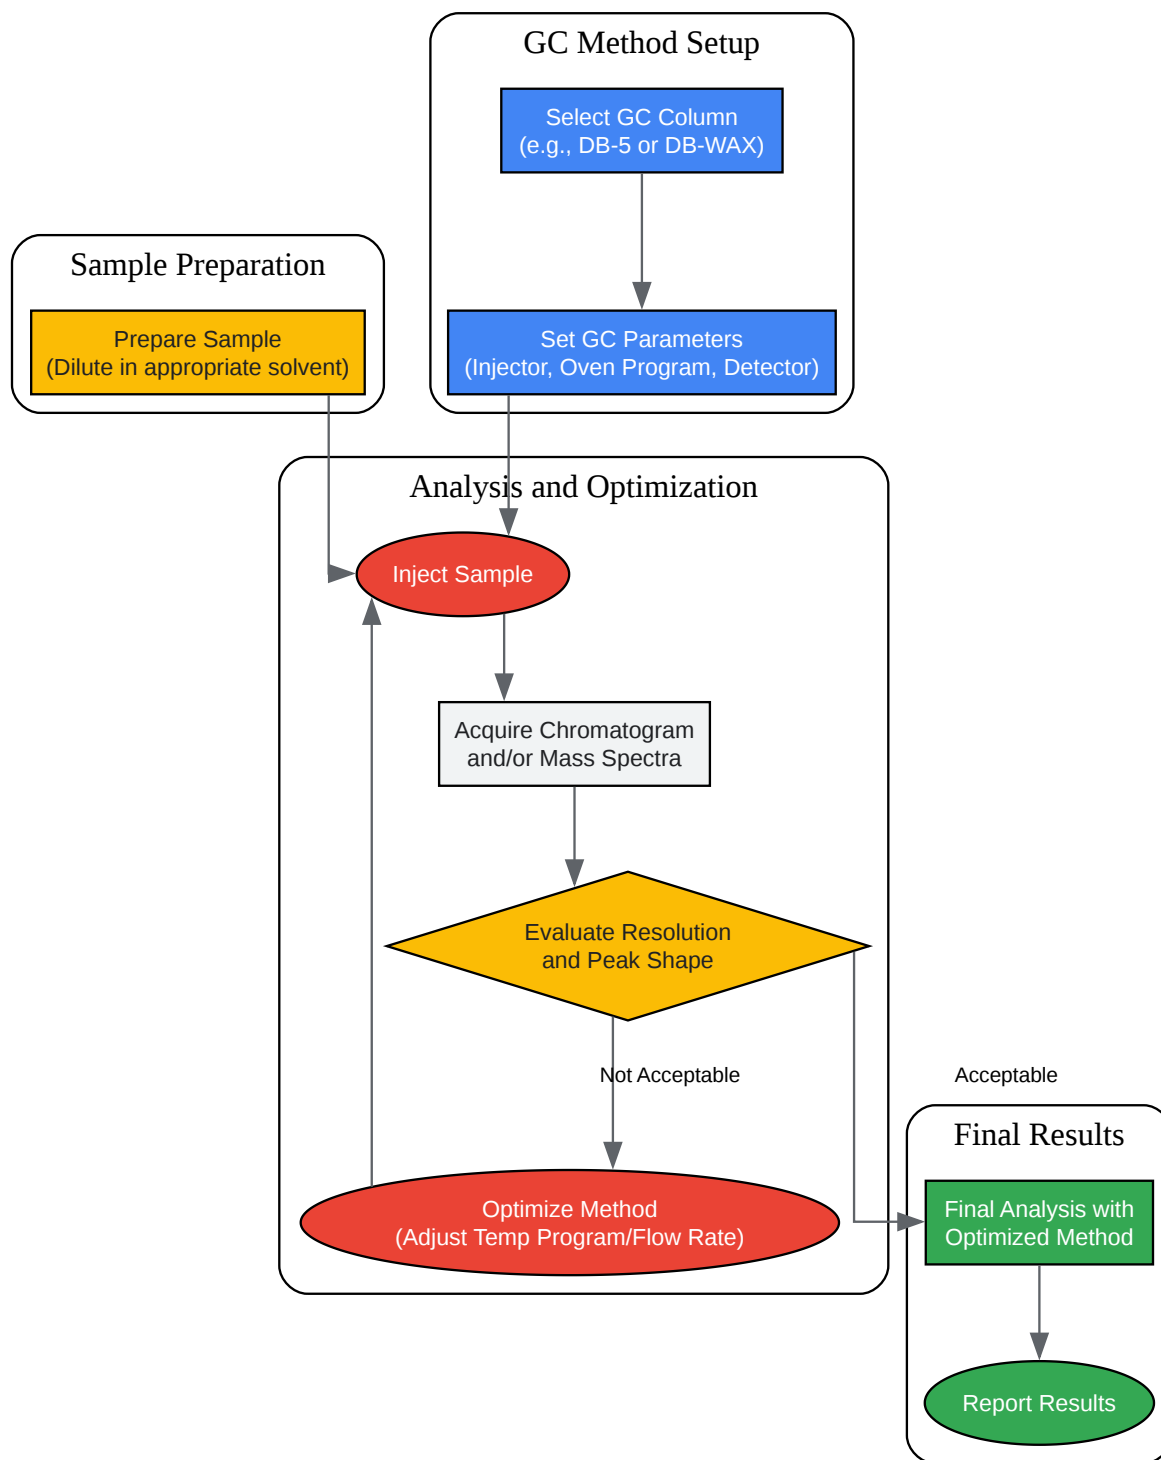 GC Method Setup
Select GC Column
(e.g., DB-5 or DB-WAX)
Sample Preparation
Prepare Sample
(Dilute in appropriate solvent)
Set GC Parameters
(Injector, Oven Program, Detector)
Analysis and Optimization
Inject Sample
Acquire Chromatogram
and/or Mass Spectra
Evaluate Resolution
and Peak Shape
Not Acceptable
Acceptable
Optimize Method
(Adjust Temp Program/Flow Rate)
Final Results
Final Analysis with
Optimized Method
Report Results